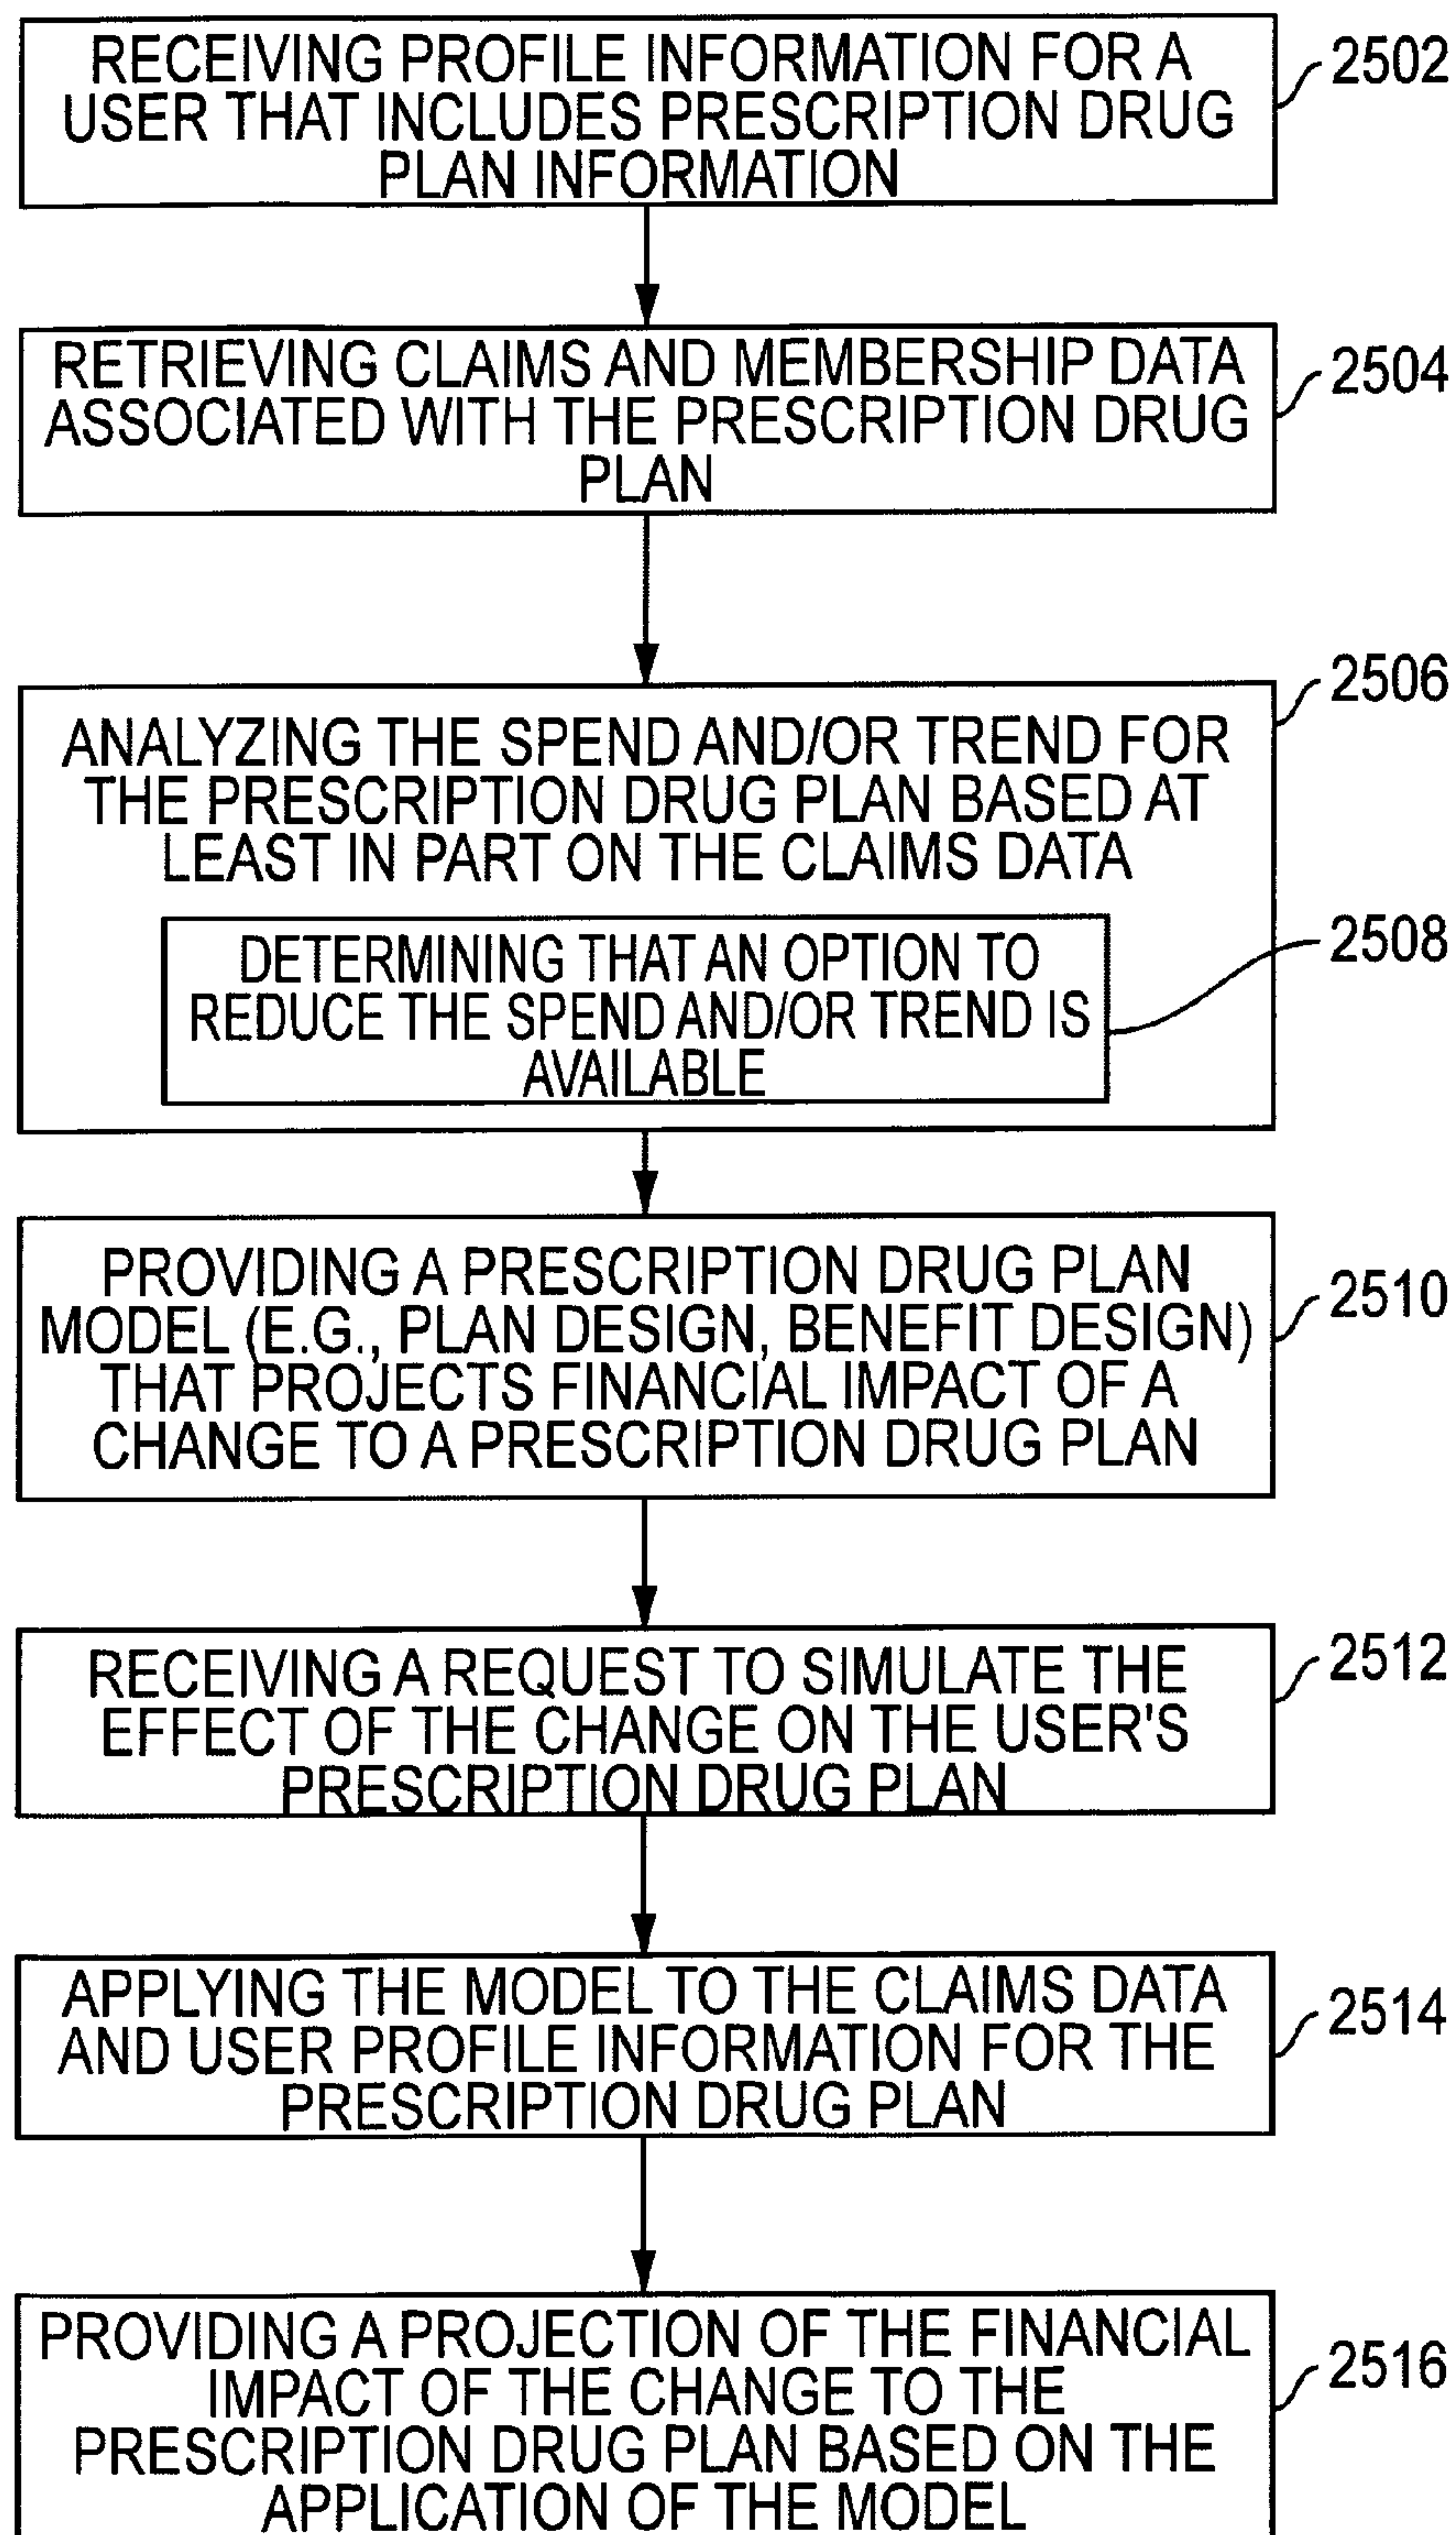 RECEIVING PROFILE INFORMATION FOR A
USER THAT INCLUDES PRESCRIPTION DRUG
PLAN INFORMATION
2502
RETRIEVING CLAIMS AND MEMBERSHIP DATA
ASSOCIATED WITH THE PRESCRIPTION DRUG
PLAN
2504
2506
ANALYZING THE SPEND AND/OR TREND FOR
THE PRESCRIPTION DRUG PLAN BASED AT
LEAST IN PART ON THE CLAIMS DATA
2508
DETERMINING THAT AN OPTION TO
REDUCE THE SPEND AND/OR TREND IS
AVAILABLE
PROVIDING A PRESCRIPTION DRUG PLAN
MODEL (E.G., PLAN DESIGN, BENEFIT DESIGN)
THAT PROJECTS FINANCIAL IMPACT OF A
CHANGE TO A PRESCRIPTION DRUG PLAN
2510
RECEIVING A REQUEST TO SIMULATE THE
EFFECT OF THE CHANGE ON THE USER'S
PRESCRIPTION DRUG PLAN
2512
APPLYING THE MODEL TO THE CLAIMS DATA
AND USER PROFILE INFORMATION FOR THE
PRESCRIPTION DRUG PLAN
2514
PROVIDING A PROJECTION OF THE FINANCIAL
IMPACT OF THE CHANGE TO THE
PRESCRIPTION DRUG PLAN BASED ON THE
APPLICATION OF THE MODEL
2516